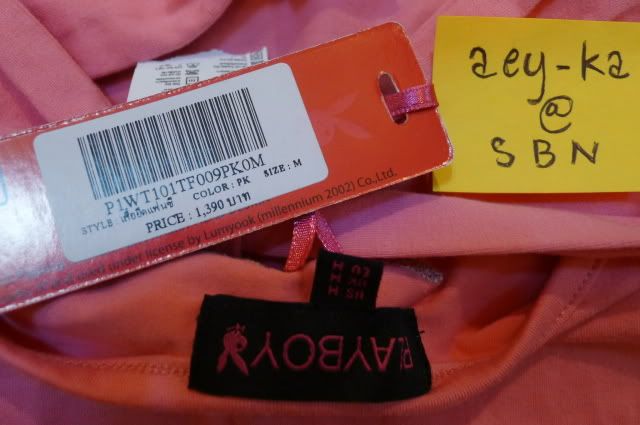 P1WT101TF009PK0M
STYLE : เสื้อยืดแฟนซี COLOR : PK SIZE : M
PRICE : 1,390 บาท
under license by Lumyook (millennium 2002) Co.,Ltd.
aey-ka
@
SBN
PLAYBOY